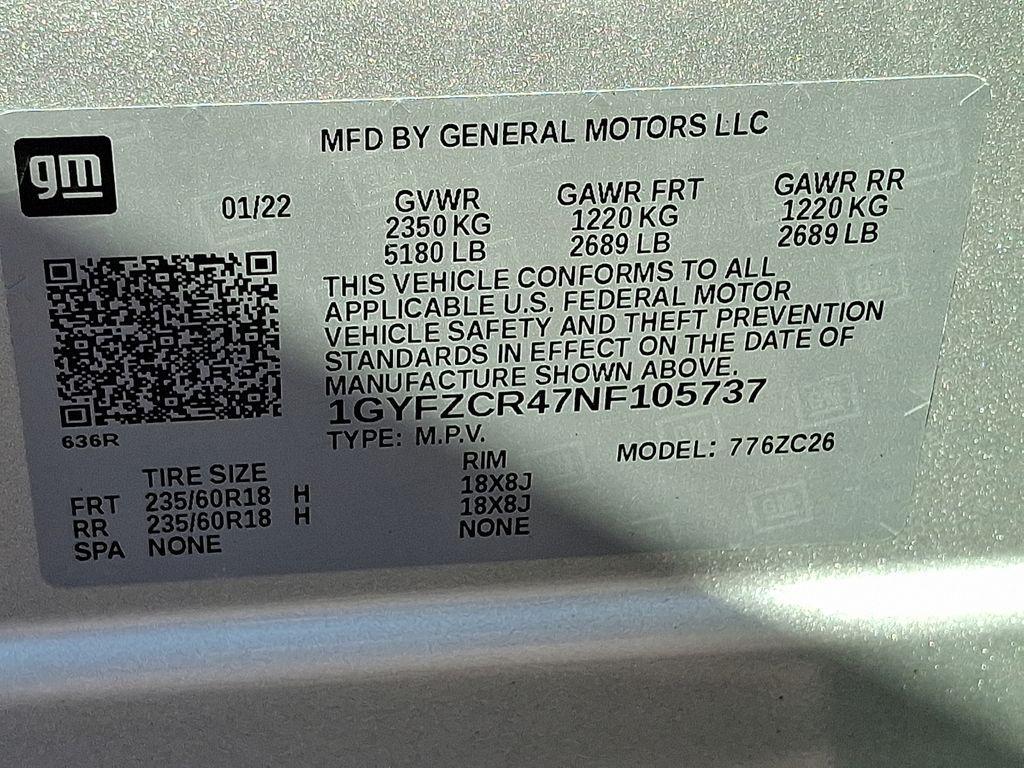 MFD BY GENERAL MOTORS LLC
gm
01/22 GVWR GAWR FRT GAWR RR
2350 KG 1220 KG 1220 KG
5180 LB 2689 LB 2689 LB
THIS VEHICLE CONFORMS TO ALL
APPLICABLE U.S. FEDERAL MOTOR
VEHICLE SAFETY AND THEFT PREVENTION
STANDARDS IN EFFECT ON THE DATE OF
MANUFACTURE SHOWN ABOVE.
1GYFZCR47NF105737
636R
TYPE: M.P.V. MODEL: 776ZC26
TIRE SIZE RIM
FRT 235/60R18 H 18X8J
RR 235/60R18 H 18X8J
SPA NONE NONE